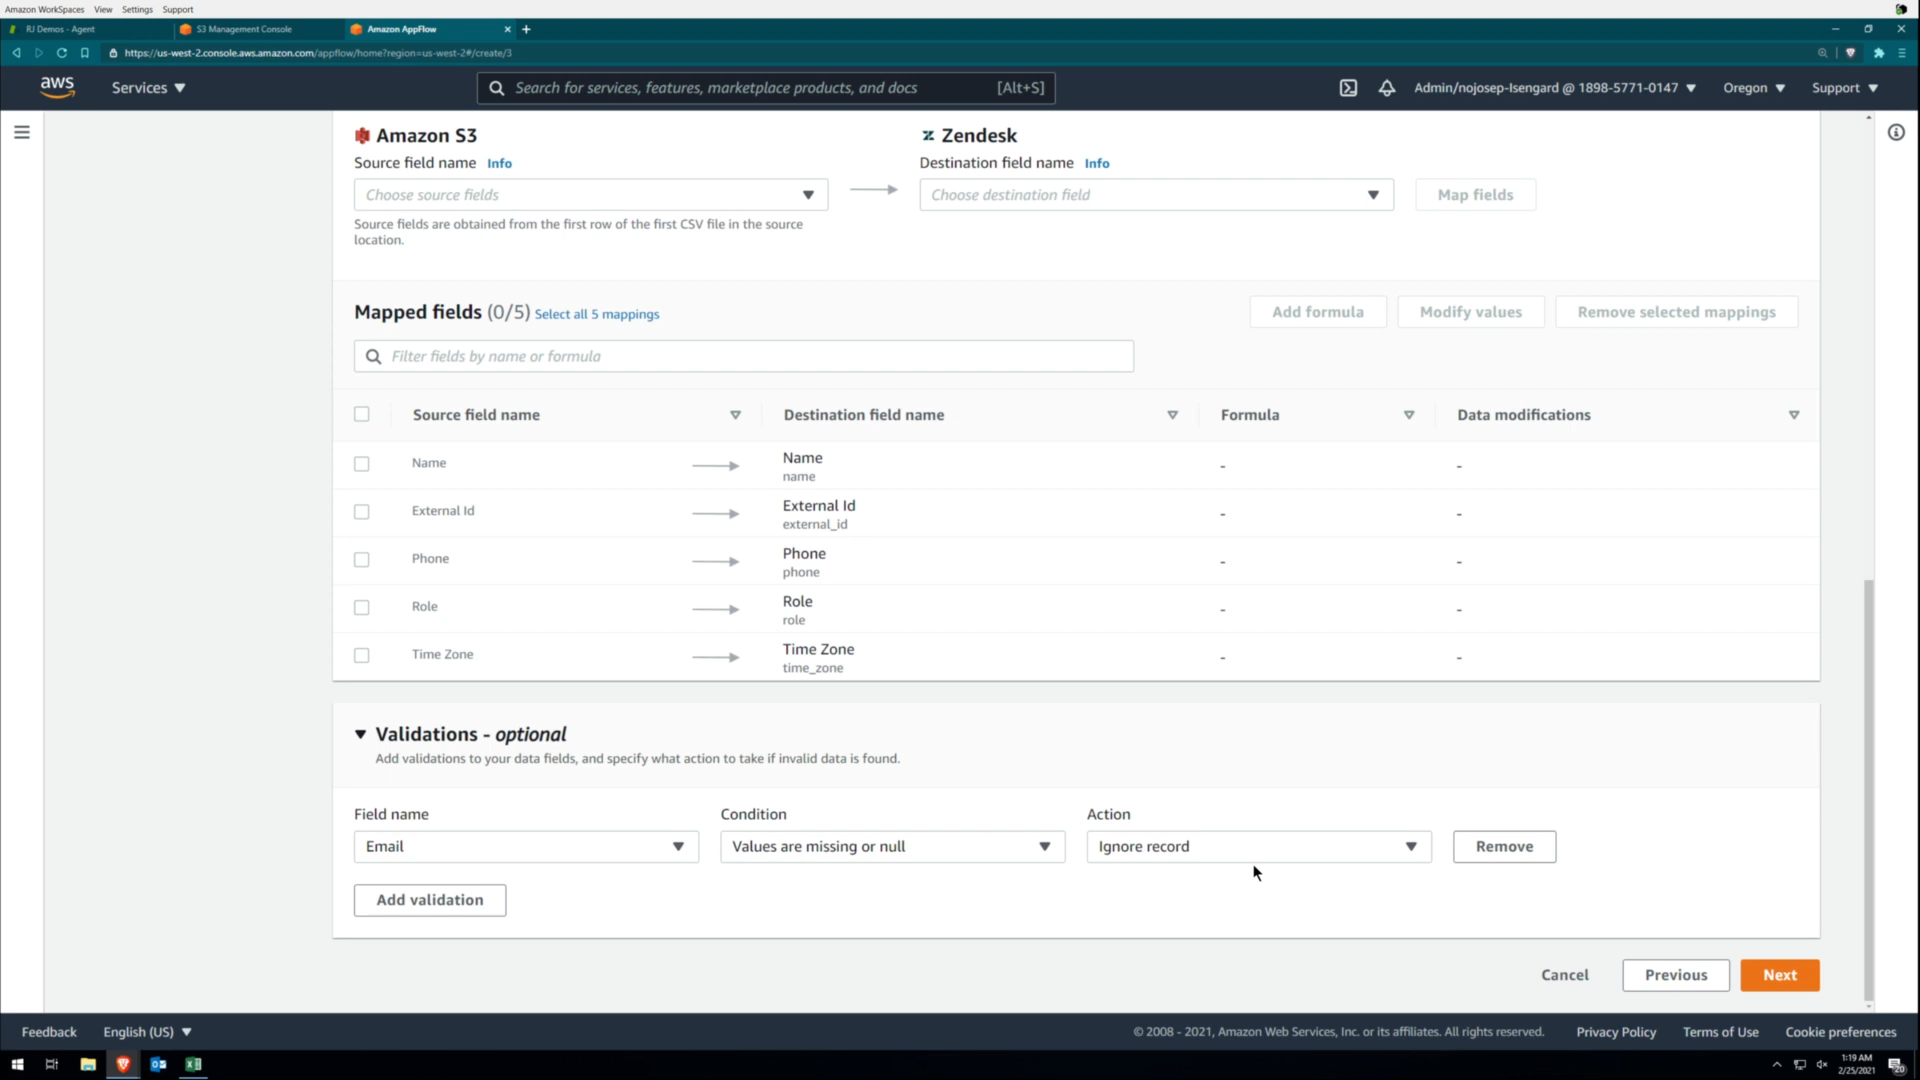 Amazon WorkSpaces View Settings Support
RJ Demos - Agent S3 Management Console Amazon AppFlow
https://us-west-2.console.aws.amazon.com/appflow/home?region=us-west-2#/create/3
aws Services Search for services, features, marketplace products, and docs [Alt+S] Admin/nojosep-Isengard @ 1898-5771-0147 Oregon Support
Amazon S3 Zendesk
Source field name Info Destination field name Info
Choose source fields Choose destination field Map fields
Source fields are obtained from the first row of the first CSV file in the source
location.
Mapped fields (0/5) Select all 5 mappings Add formula Modify values Remove selected mappings
Filter fields by name or formula
Source field name Destination field name Formula Data modifications
Name Name - -
name
External Id External Id - -
external_id
Phone Phone - -
phone
Role Role - -
role
Time Zone Time Zone - -
time_zone
Validations - optional
Add validations to your data fields, and specify what action to take if invalid data is found.
Field name Condition Action
Email Values are missing or null Ignore record Remove
Add validation
Cancel Previous Next
Feedback English (US) © 2008 - 2021, Amazon Web Services, Inc. or its affiliates. All rights reserved. Privacy Policy Terms of Use Cookie preferences
1:19 AM
2/25/2021
20